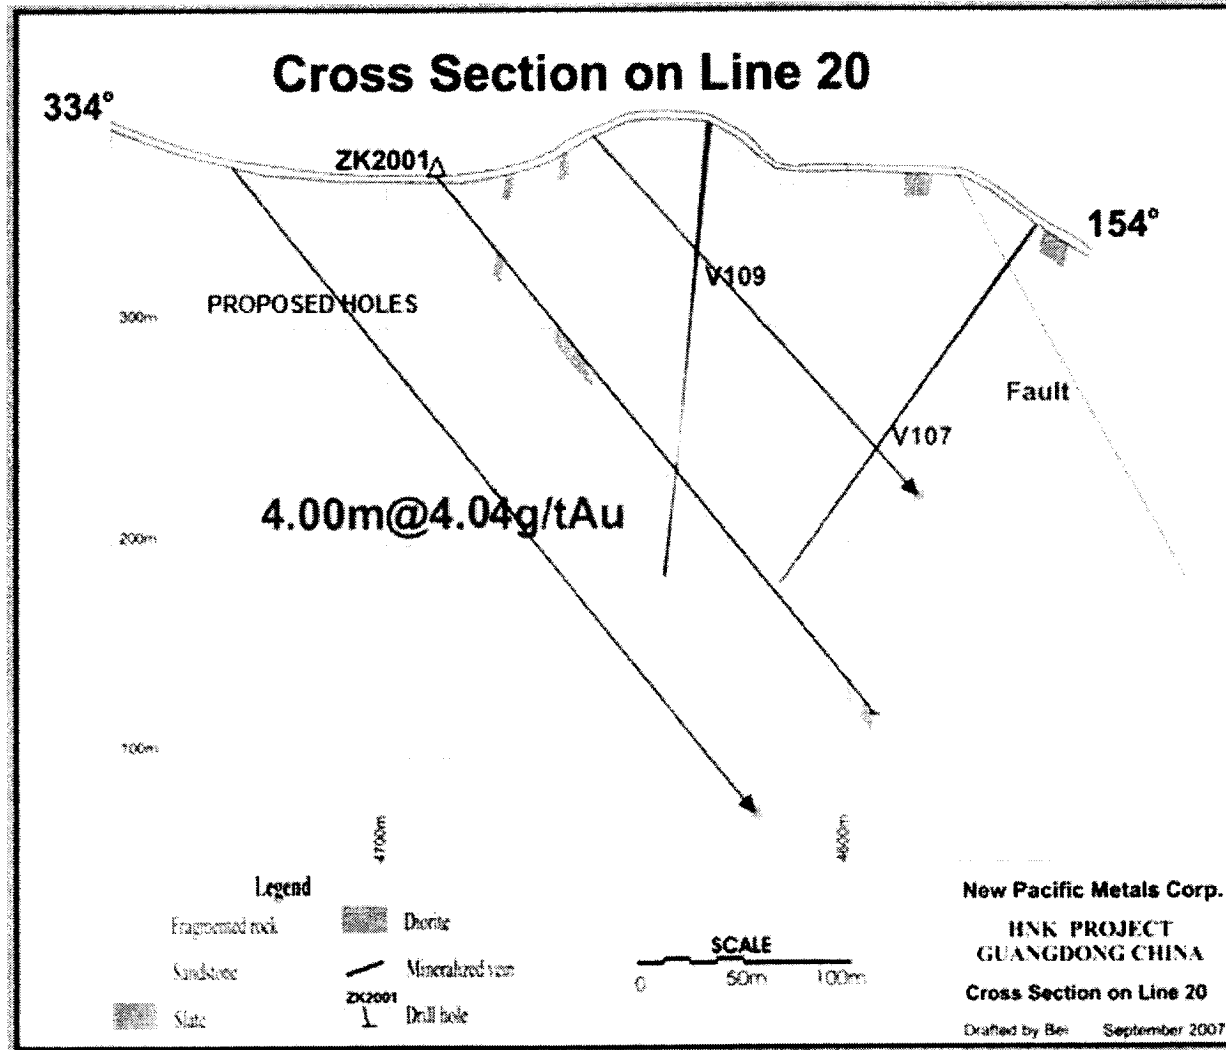 Cross Section on Line 20
334°
ZK2001
154°
V109
PROPOSED HOLES
300m
Fault
V107
4.00m@4.04g/tAu
200m
100m
4700m
4600m
Legend
Fragmented rock
Diorite
Sandstone
Mineralized vein
Slate
ZK2001
Drill hole
SCALE
0 50m 100m
New Pacific Metals Corp.
HNK PROJECT
GUANGDONG CHINA
Cross Section on Line 20
Drafted by Bei September 2007